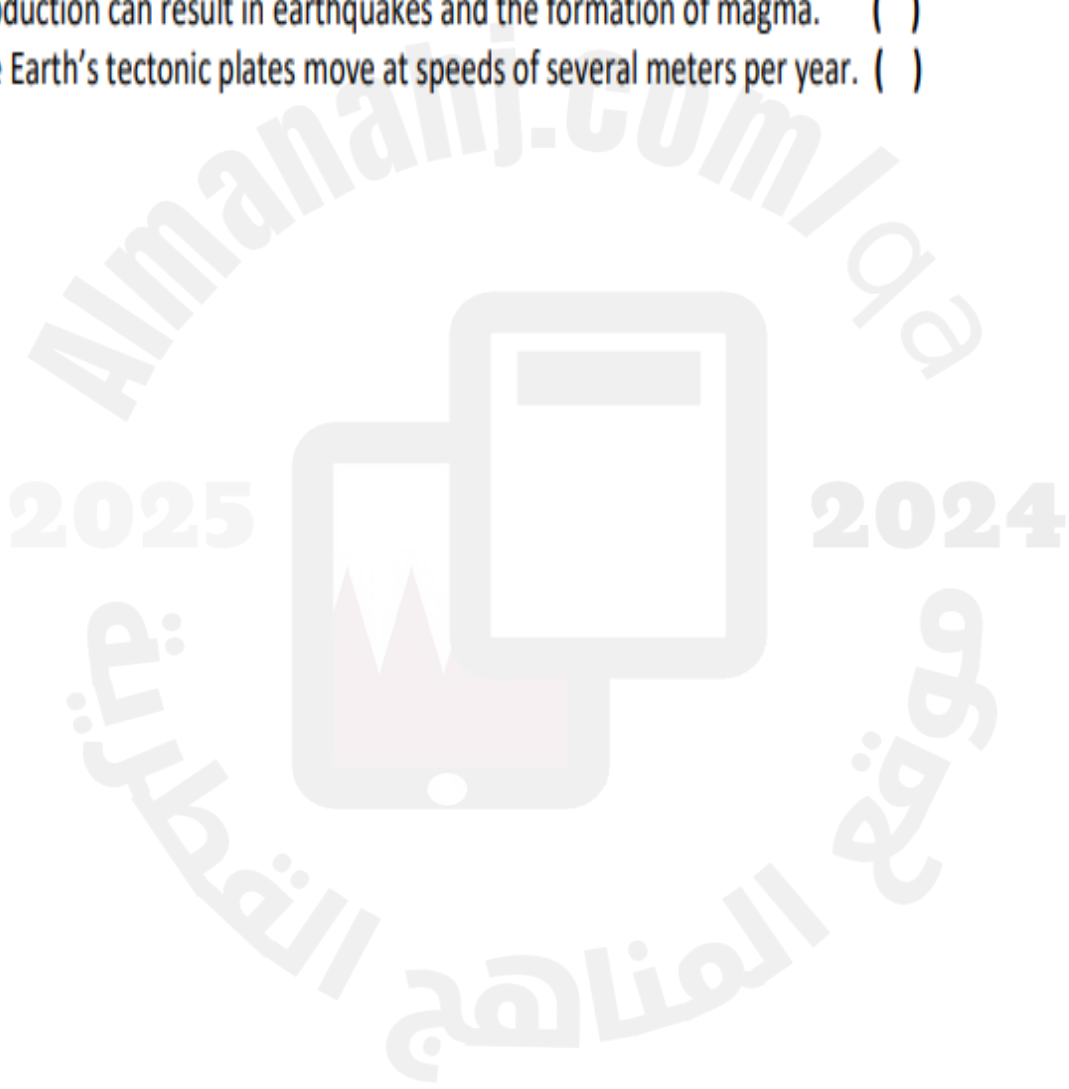 duction can result in earthquakes and the formation of magma. ( )
Earth's tectonic plates move at speeds of several meters per year. ( )
Almanahj.com/qa
2025
2024
موقع
المناهج
القطرية